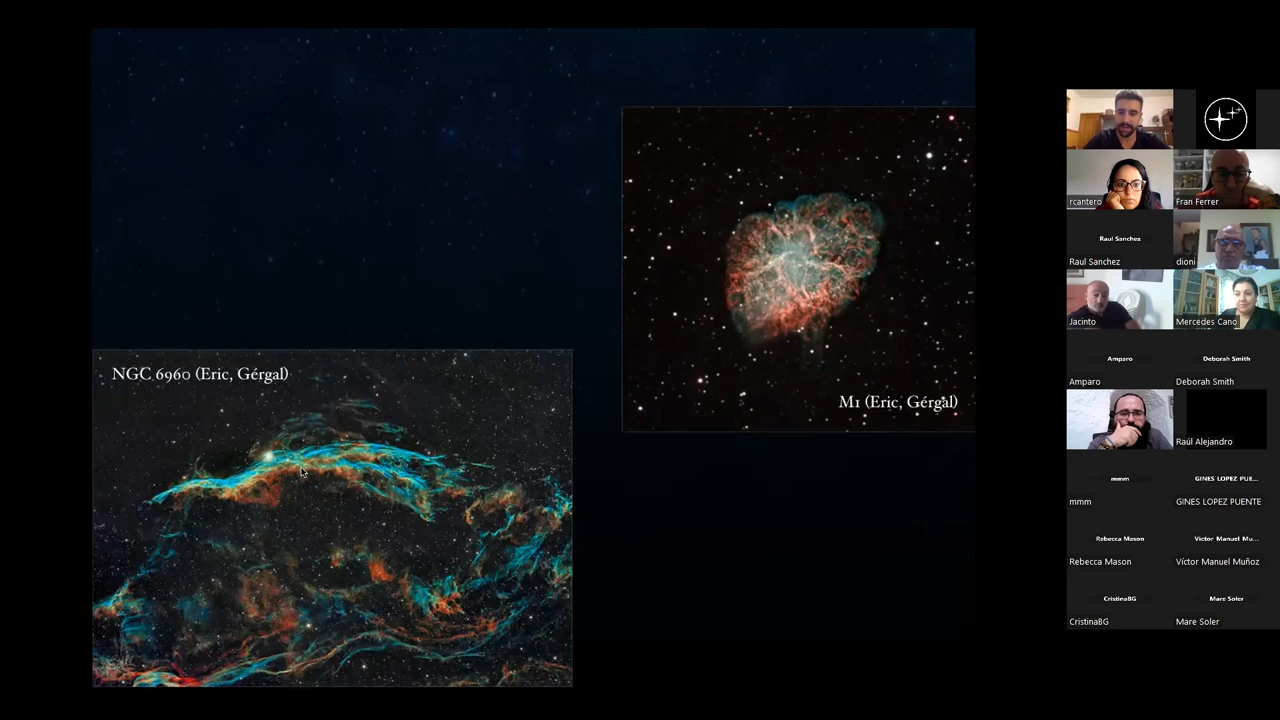 NGC 6960 (Eric, Gérgal)
M1 (Eric, Gérgal)
rcantero
Fran Ferrer
Raul Sanchez
Raul Sanchez
dioni
Jacinto
Mercedes Cano
Amparo
Deborah Smith
Amparo
Deborah Smith
Raúl Alejandro
mmm
GINES LOPEZ PUE...
mmm
GINES LOPEZ PUENTE
Rebecca Mason
Victor Manuel Mu...
Rebecca Mason
Víctor Manuel Muñoz
CristinaBG
Mare Soler
CristinaBG
Mare Soler